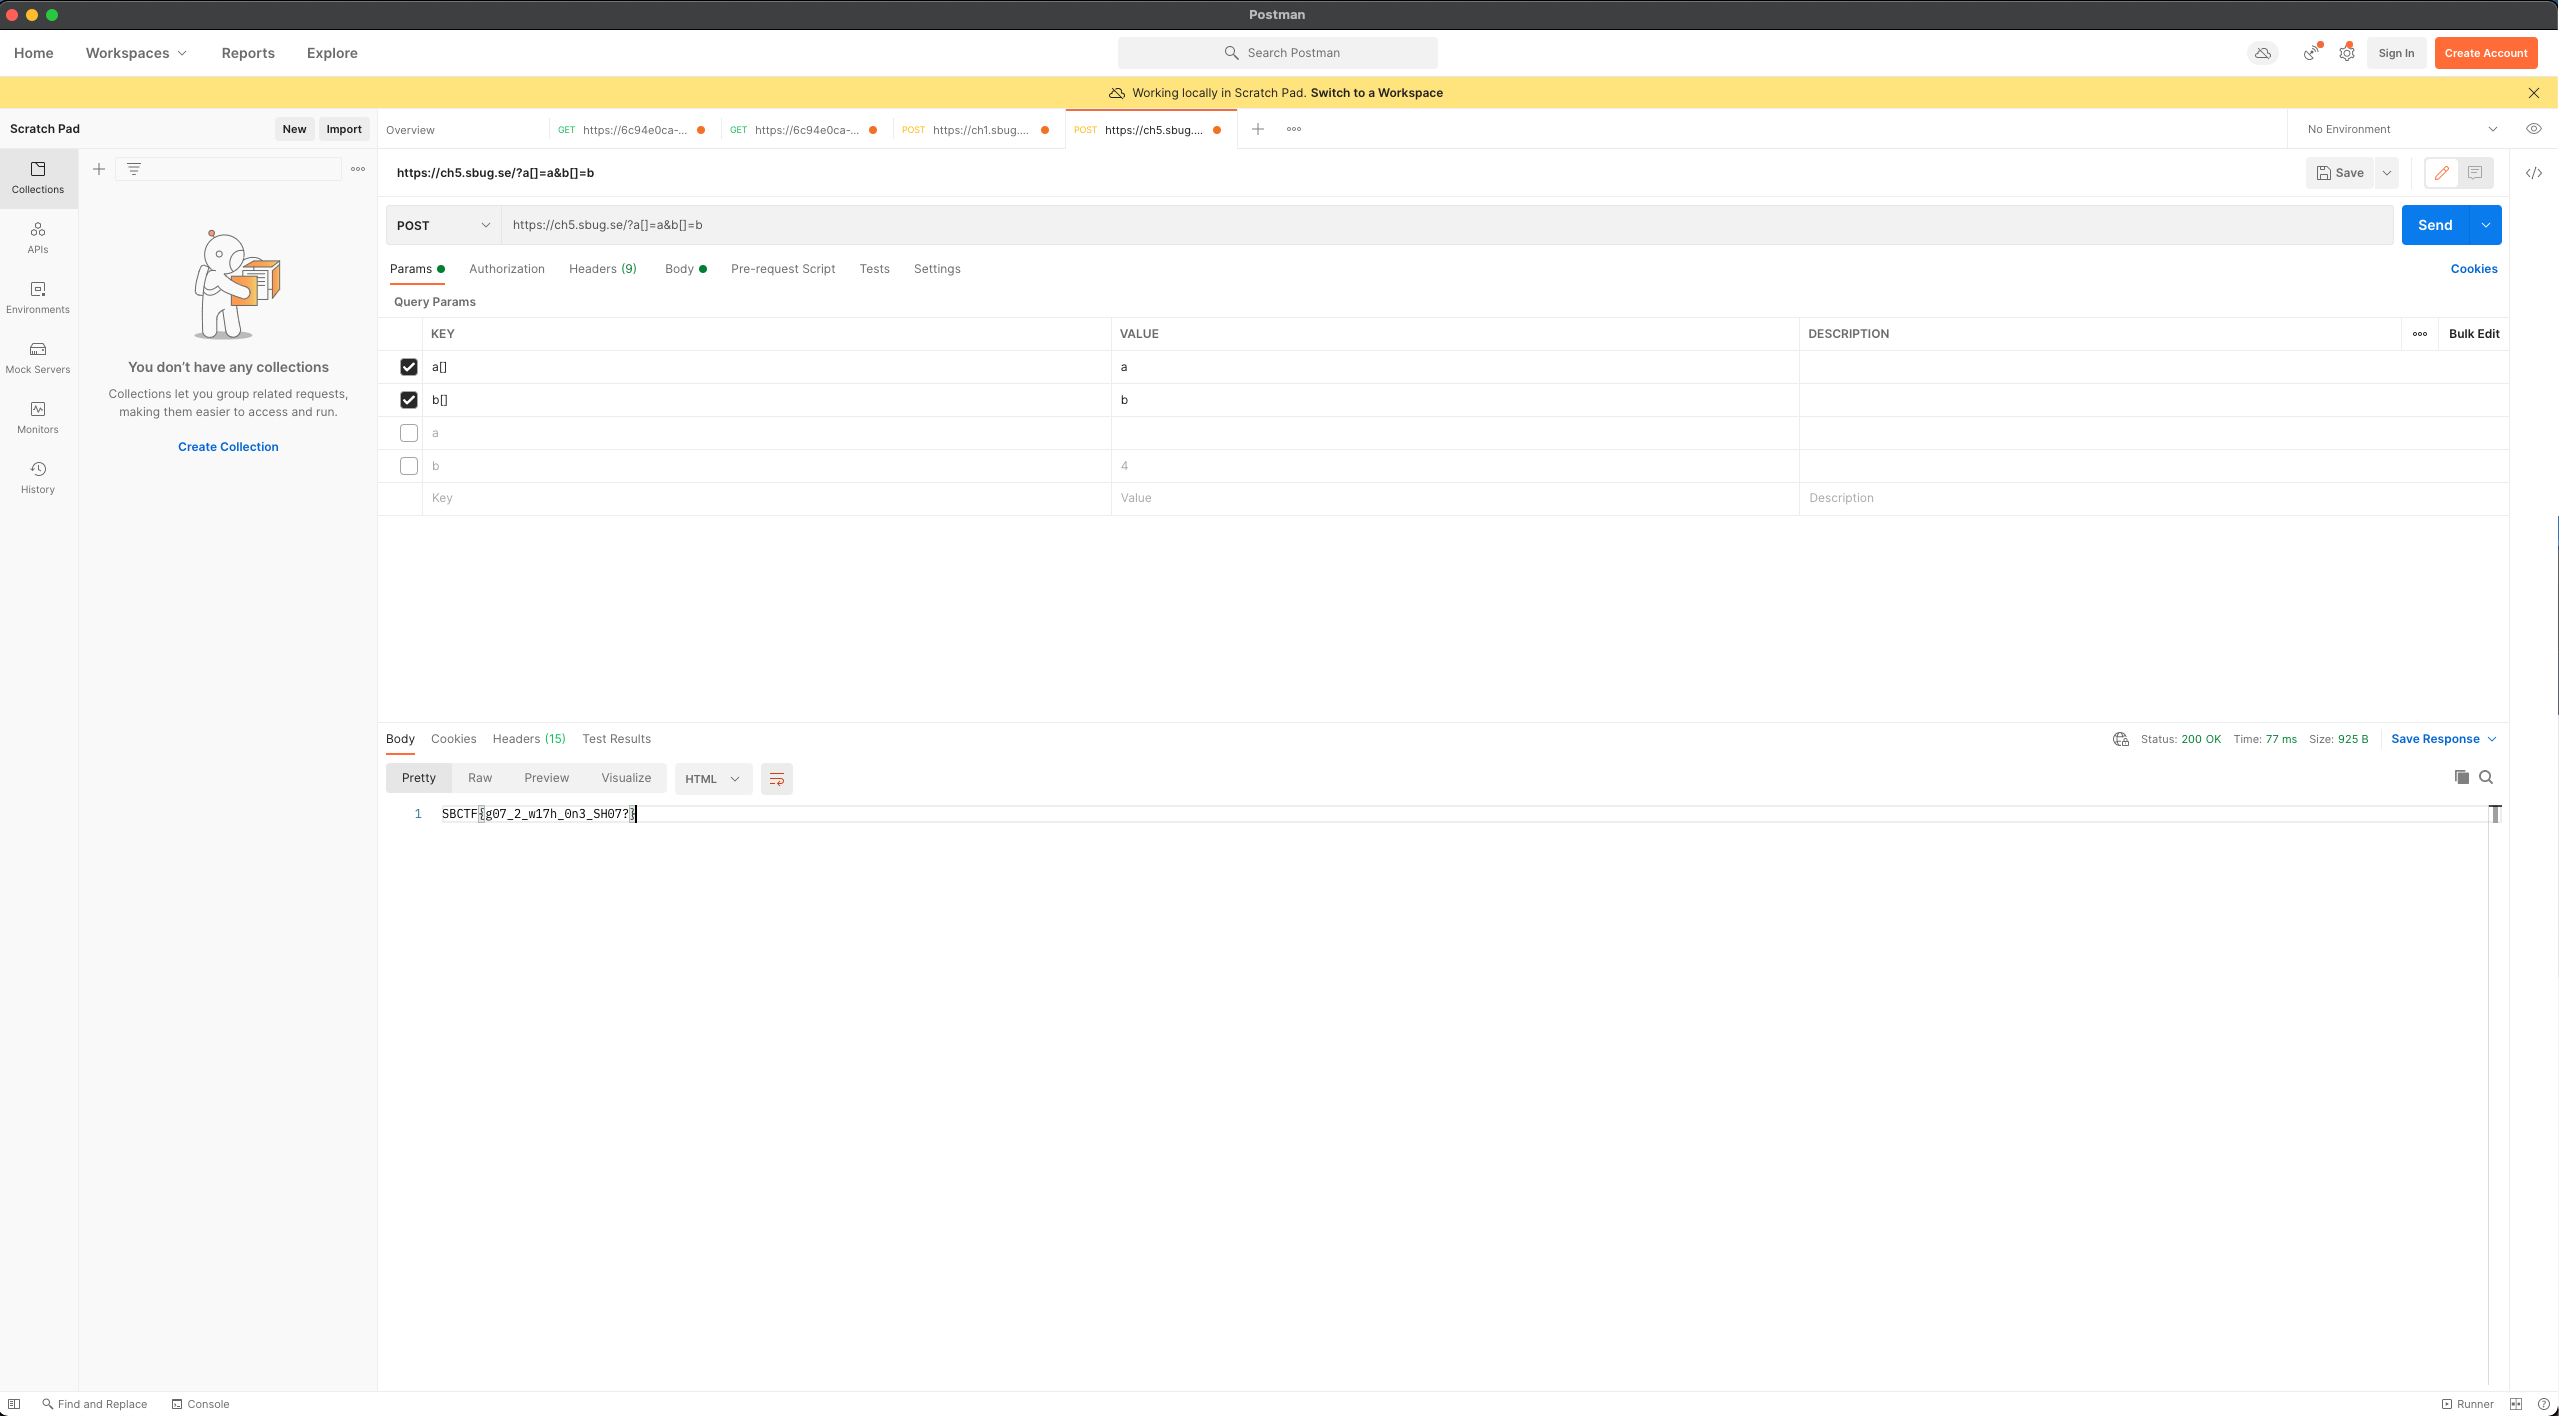 Postman
Home Workspaces Reports Explore Search Postman Sign In Create Account
Working locally in Scratch Pad. Switch to a Workspace
Scratch Pad New Import Overview GET https://6c94e0ca-... GET https://6c94e0ca-... POST https://ch1.sbug.... POST https://ch5.sbug.... No Environment
Collections
APIs
Environments
Mock Servers
Monitors
History
You don't have any collections
Collections let you group related requests,
making them easier to access and run.
Create Collection
https://ch5.sbug.se/?a[]=a&b[]=b Save
POST https://ch5.sbug.se/?a[]=a&b[]=b Send
Params Authorization Headers (9) Body Pre-request Script Tests Settings Cookies
Query Params
KEY VALUE DESCRIPTION Bulk Edit
a[] a
b[] b
a
b 4
Key Value Description
Body Cookies Headers (15) Test Results Status: 200 OK Time: 77 ms Size: 925 B Save Response
Pretty Raw Preview Visualize HTML
1 SBCTF{g07_2_w17h_0n3_SH07?}
Find and Replace Console Runner